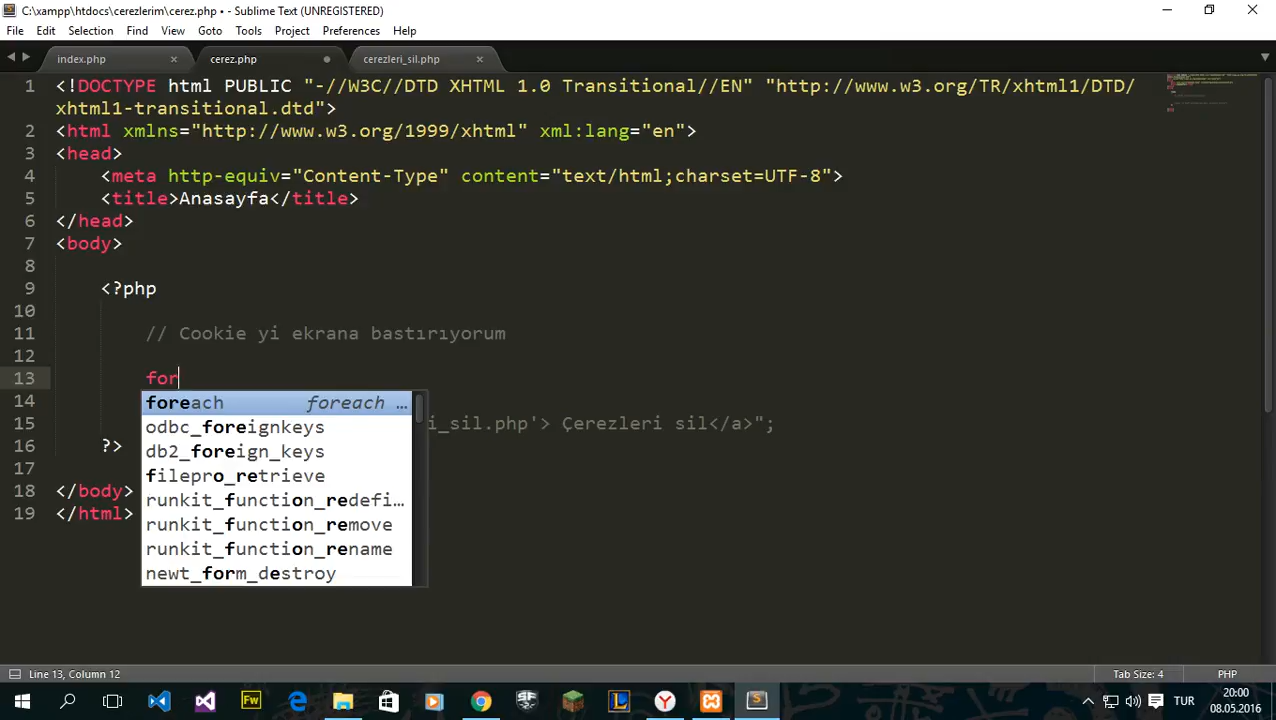 C:\xampp\htdocs\cerezlerim\cerez.php • - Sublime Text (UNREGISTERED)
File Edit Selection Find View Goto Tools Project Preferences Help
index.php cerez.php cerezleri_sil.php
1 <!DOCTYPE html PUBLIC "-//W3C//DTD XHTML 1.0 Transitional//EN" "http://www.w3.org/TR/xhtml1/DTD/
xhtml1-transitional.dtd">
2 <html xmlns="http://www.w3.org/1999/xhtml" xml:lang="en">
3 <head>
4 <meta http-equiv="Content-Type" content="text/html;charset=UTF-8">
5 <title>Anasayfa</title>
6 </head>
7 <body>
8
9 <?php
10
11 // Cookie yi ekrana bastırıyorum
12
13 for
foreach foreach …
14
odbc_foreignkeys
15 i_sil.php'> Çerezleri sil</a>";
db2_foreign_keys
16 ?>
filepro_retrieve
17
18 </body>
runkit_function_redefi…
19 </html>
runkit_function_remove
runkit_function_rename
newt_form_destroy
Line 13, Column 12 Tab Size: 4 PHP
Fw TUR 20:00
08.05.2016